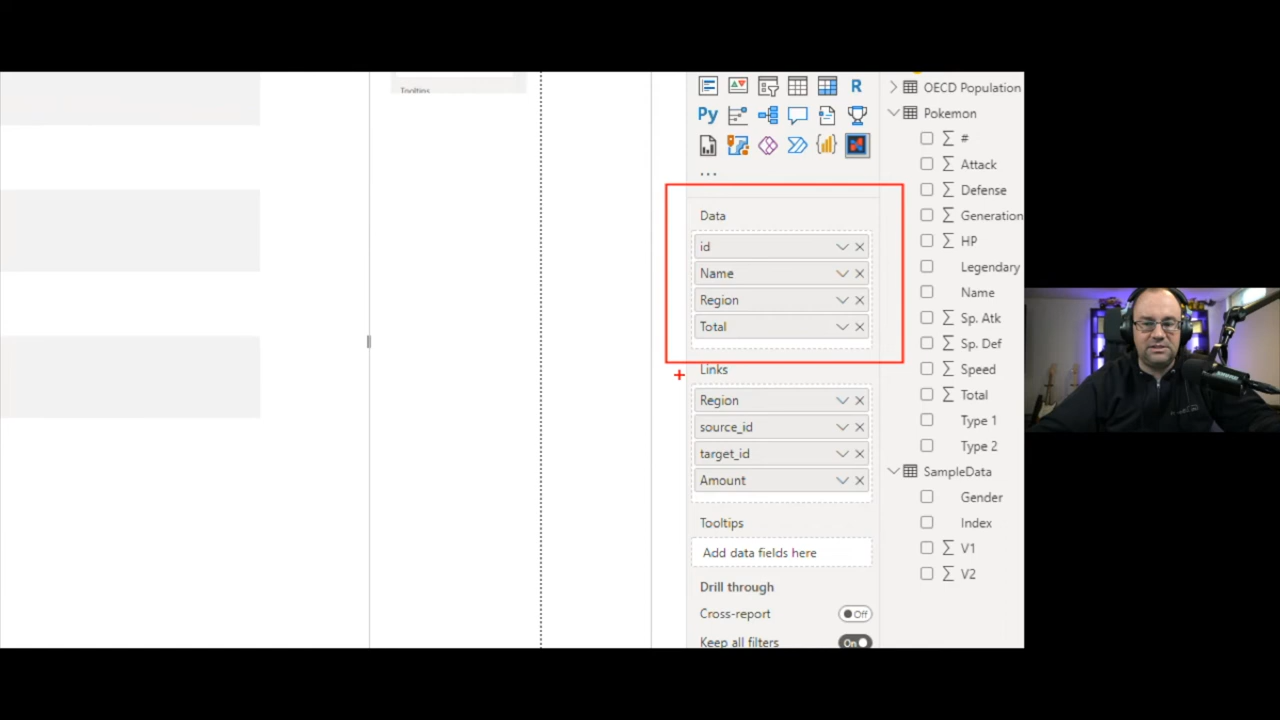 Tooltips
R
Py
...
Data
id
Name
Region
Total
Links
Region
source_id
target_id
Amount
Tooltips
Add data fields here
Drill through
Cross-report
Off
Keep all filters
On
OECD Population
Pokemon
#
Attack
Defense
Generation
HP
Legendary
Name
Sp. Atk
Sp. Def
Speed
Total
Type 1
Type 2
SampleData
Gender
Index
V1
V2